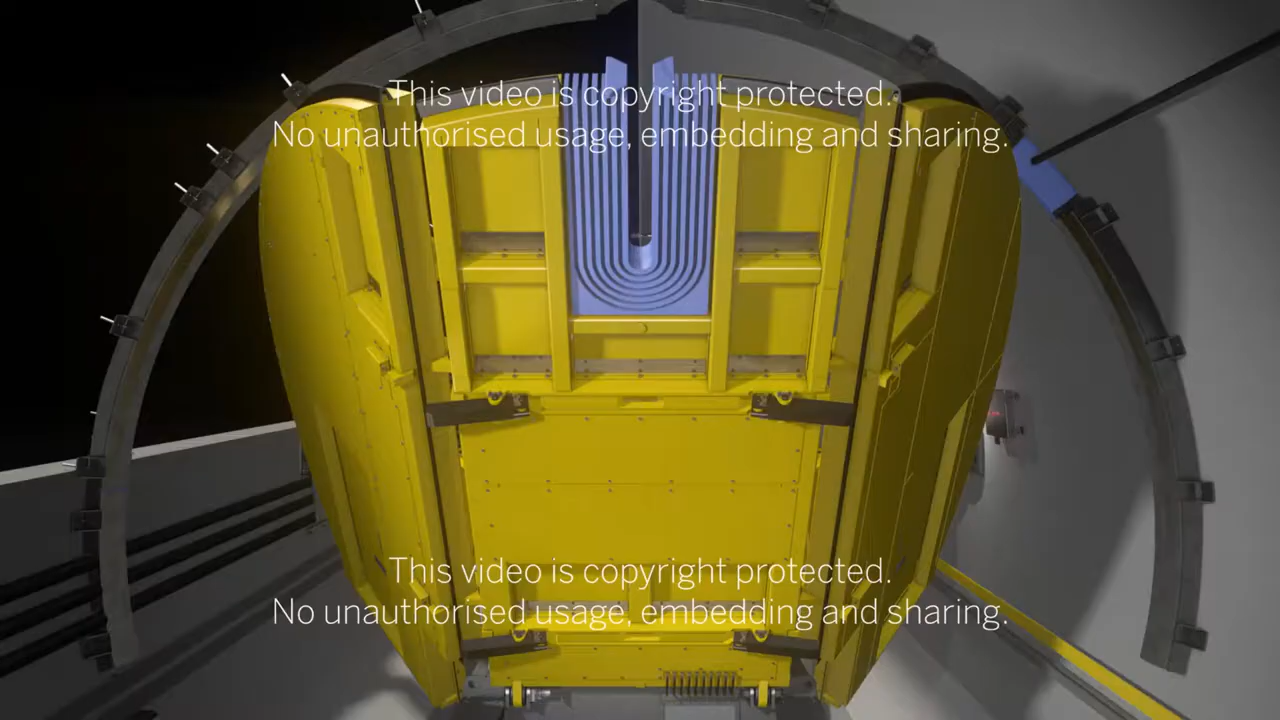 This video is copyright protected.
No unauthorised usage, embedding and sharing.
This video is copyright protected.
No unauthorised usage, embedding and sharing.